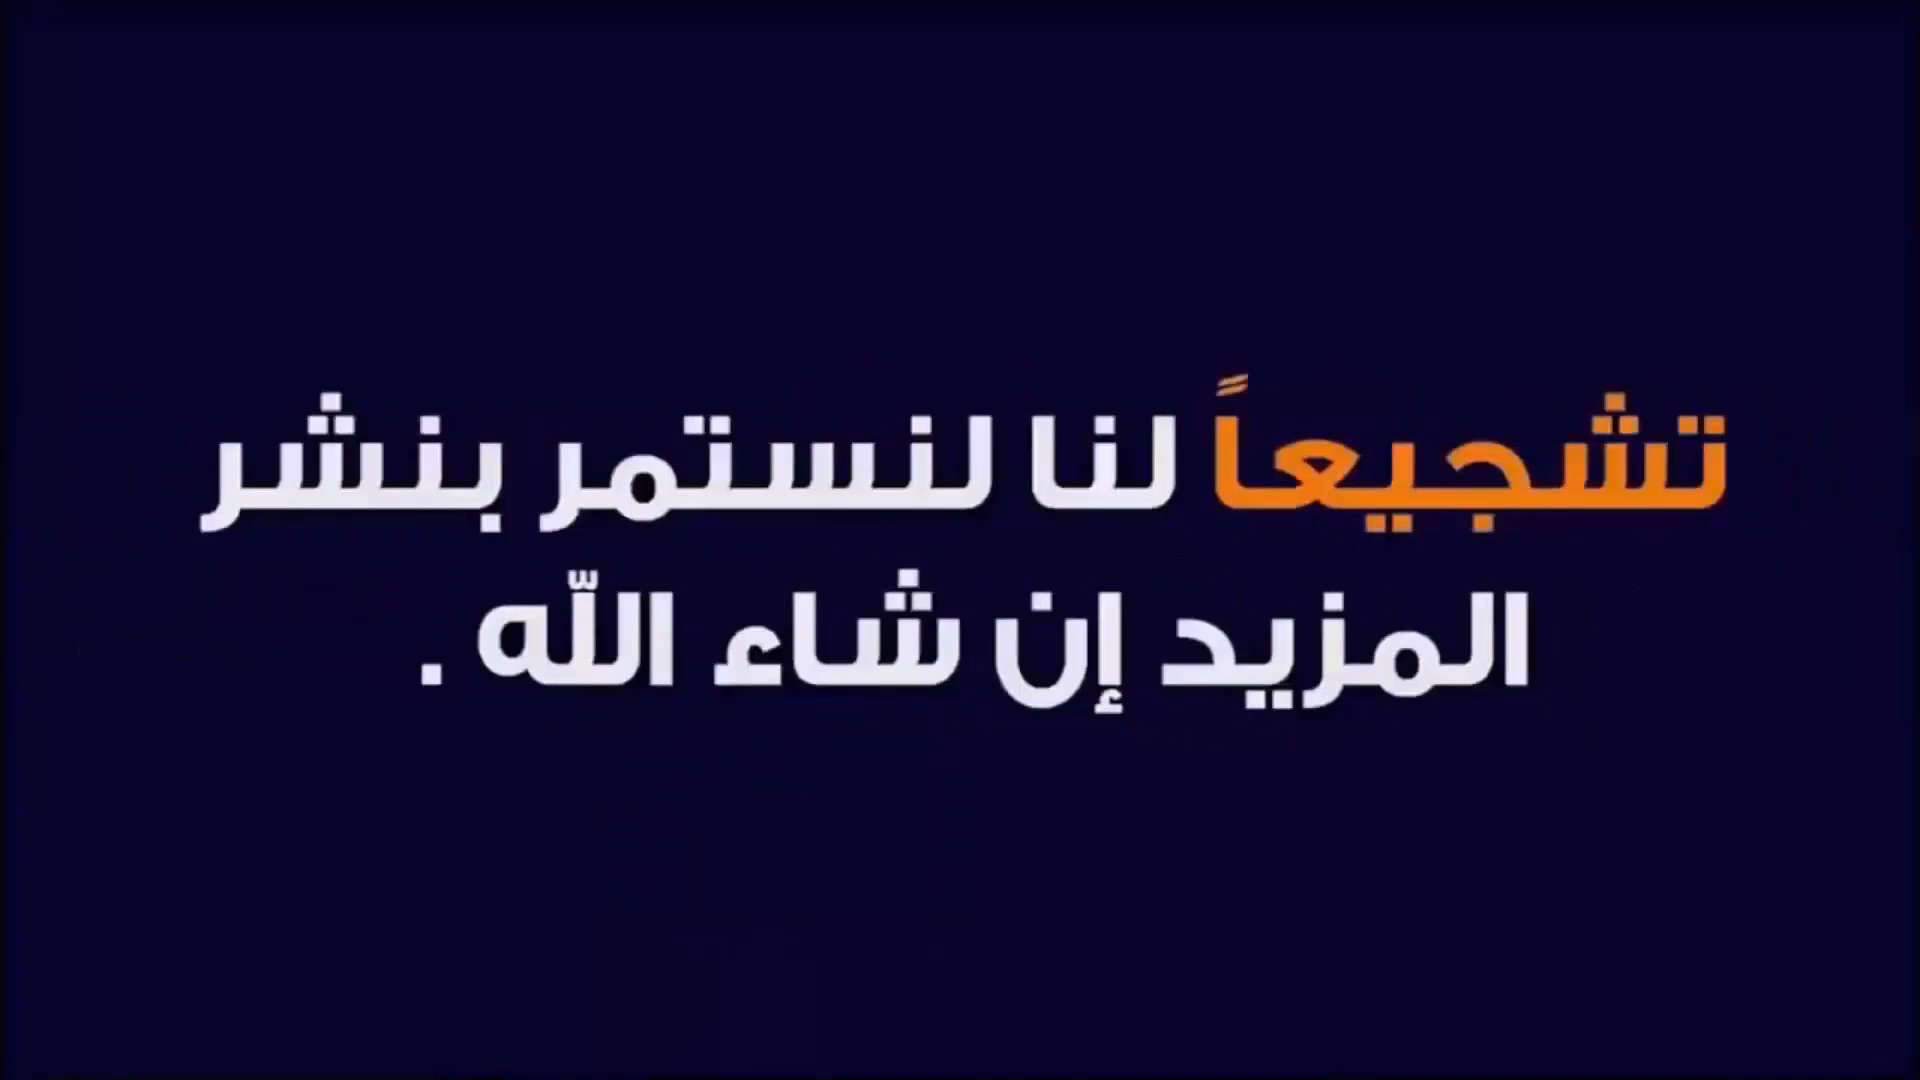 تشجيعاً لنا لنستمر بنشر
المزيد إن شاء اللّه .